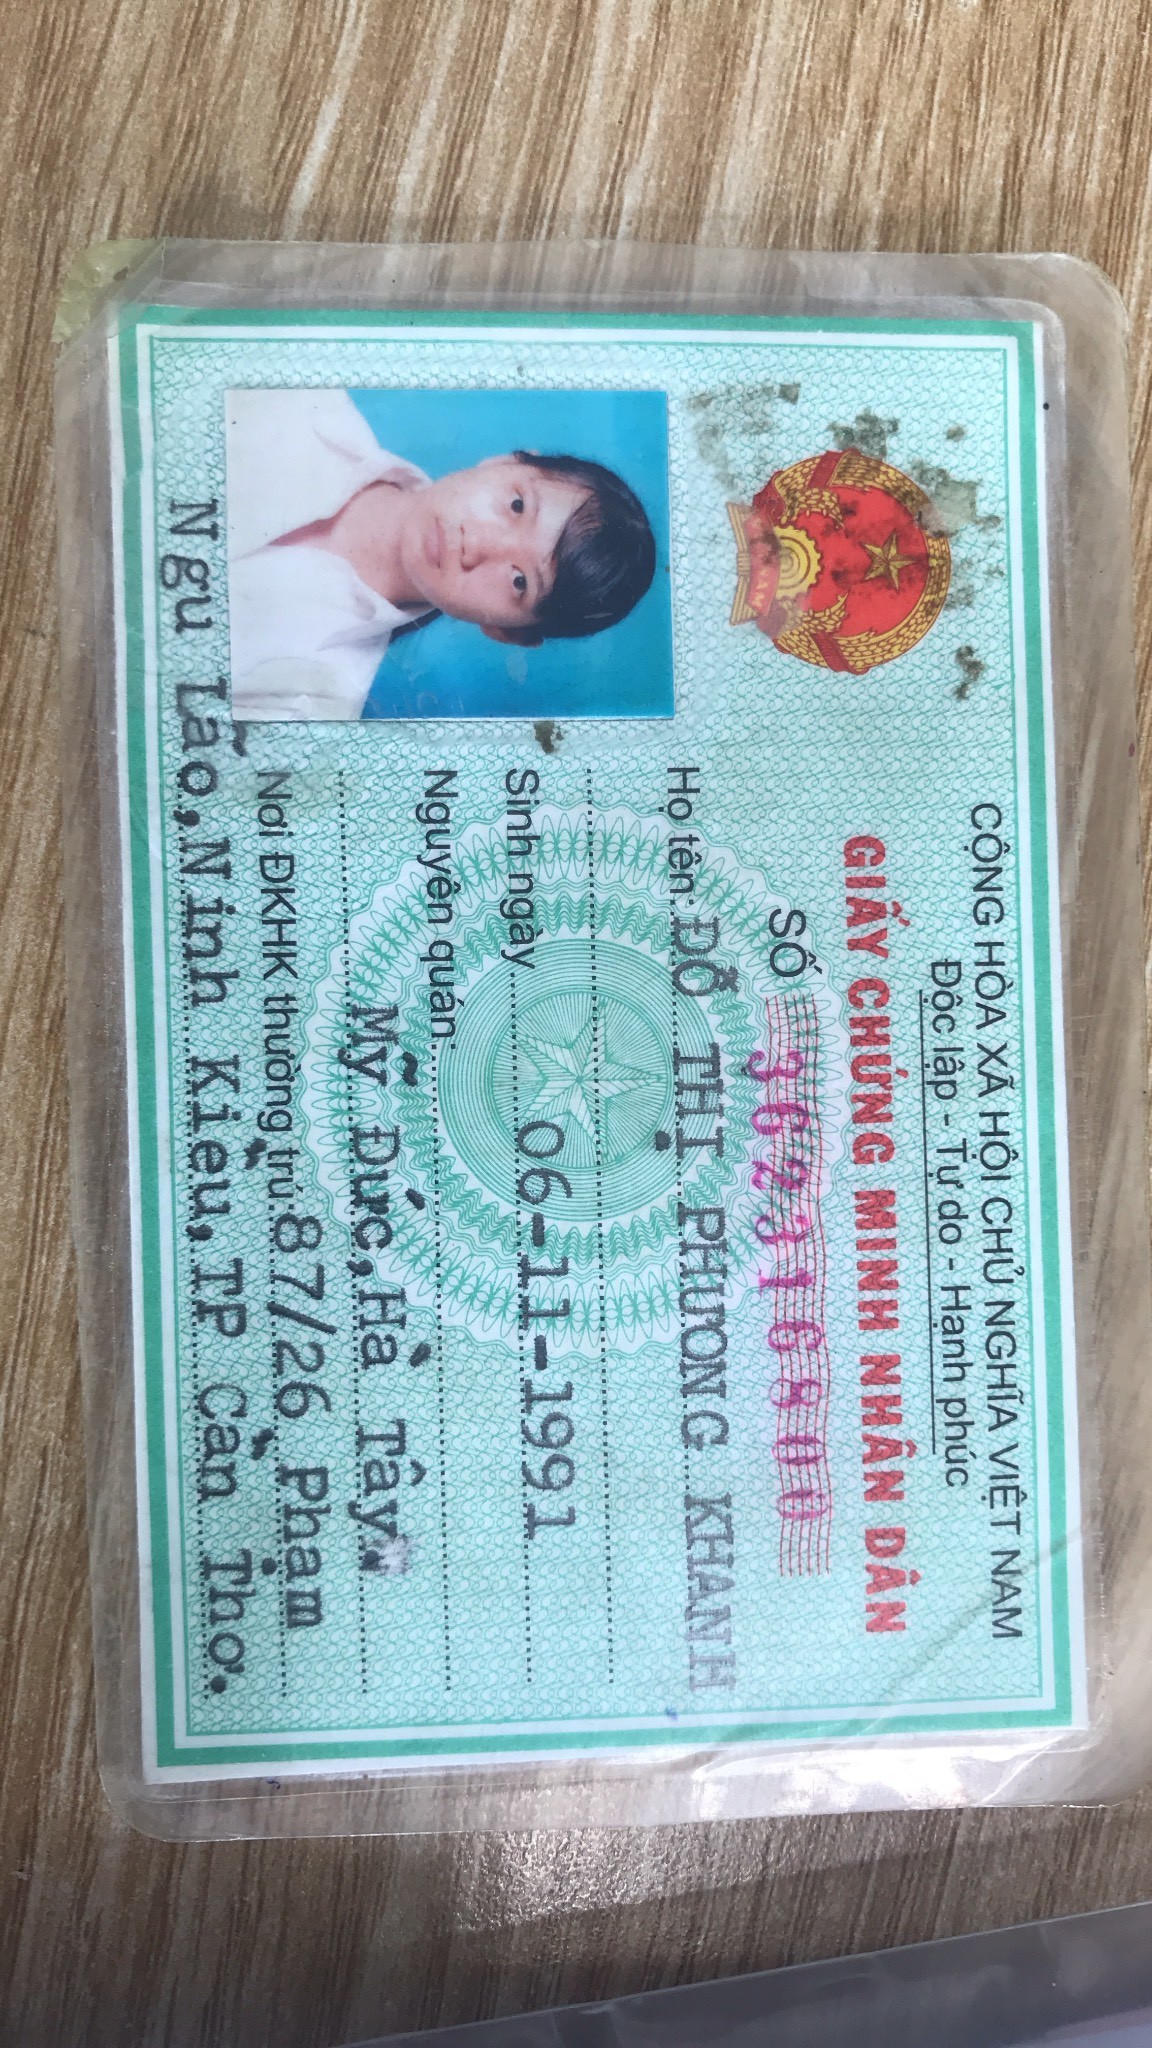 CỘNG HÒA XÃ HỘI CHỦ NGHĨA VIỆT NAM
Độc lập - Tự do - Hạnh phúc
GIẤY CHỨNG MINH NHÂN DÂN
SỐ 362316800
Họ tên: ĐỖ THỊ PHƯƠNG KHANH
Sinh ngày 06-11-1991
Nguyên quán
Mỹ Đức, Hà Tây
Nơi ĐKHK thường trú 87/26 Phạm
Ngu Lão, Ninh Kiều, TP Cần Thơ.